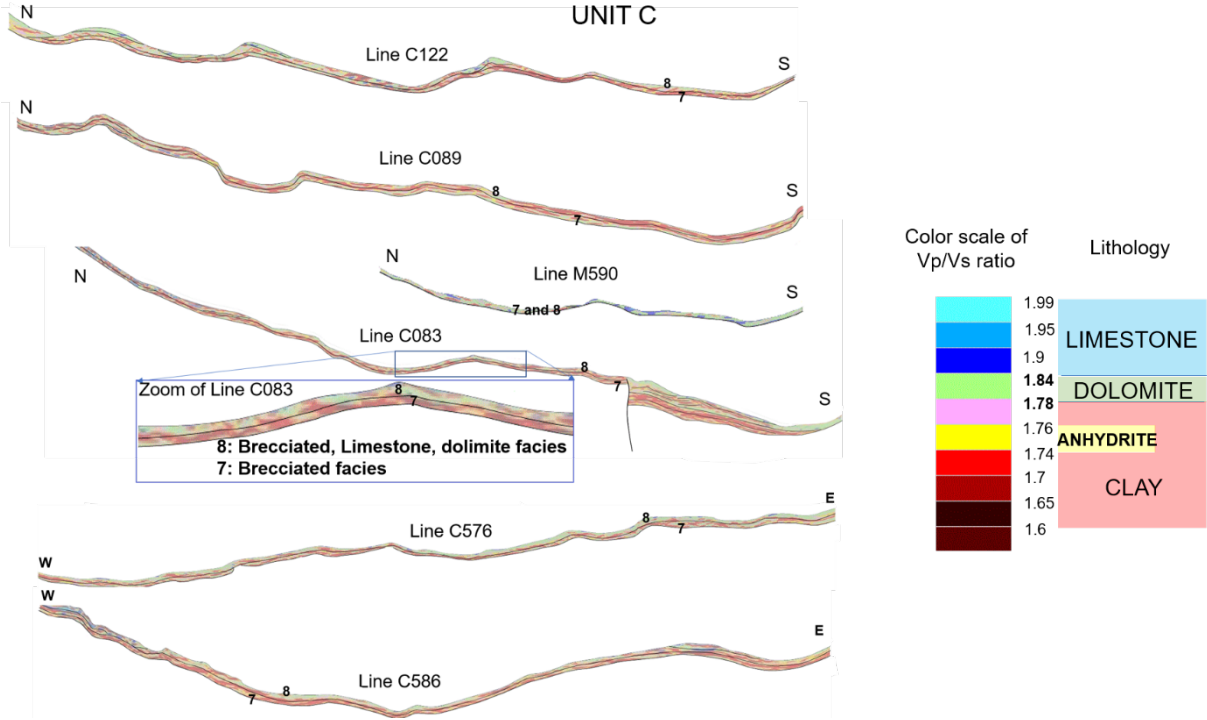 UNIT C
N
Line C122
S
8
7
N
Line C089
S
8
7
N
Line M590
S
7 and 8
N
Line C083
8
7
S
Zoom of Line C083
8
7
8: Brecciated, Limestone, dolimite facies
7: Brecciated facies
W
Line C576
8
7
E
W
Line C586
8
7
E
Color scale of
Vp/Vs ratio
Lithology
1.99
1.95
1.9
1.84
1.78
1.76
1.74
1.7
1.65
1.6
LIMESTONE
DOLOMITE
ANHYDRITE
CLAY